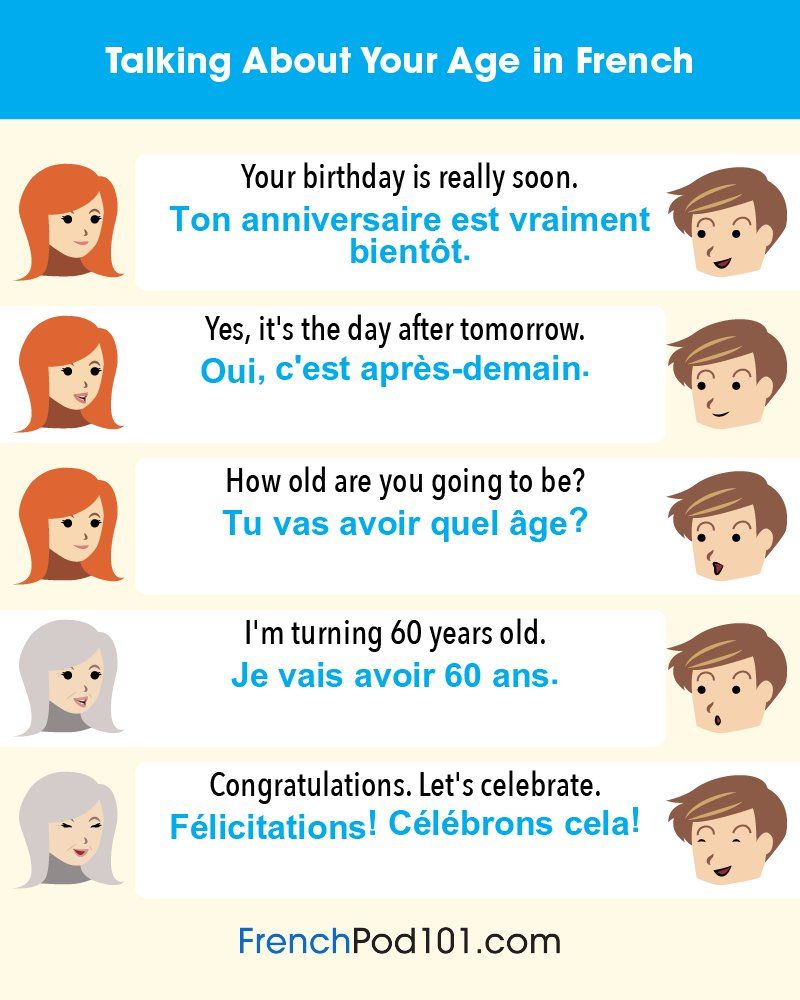 Talking About Your Age in French
Your birthday is really soon.
Ton anniversaire est vraiment
bientôt.
Yes, it's the day after tomorrow.
Oui, c'est après-demain.
How old are you going to be?
Tu vas avoir quel âge?
I'm turning 60 years old.
Je vais avoir 60 ans.
Congratulations. Let's celebrate.
Félicitations! Célébrons cela!
FrenchPod101.com